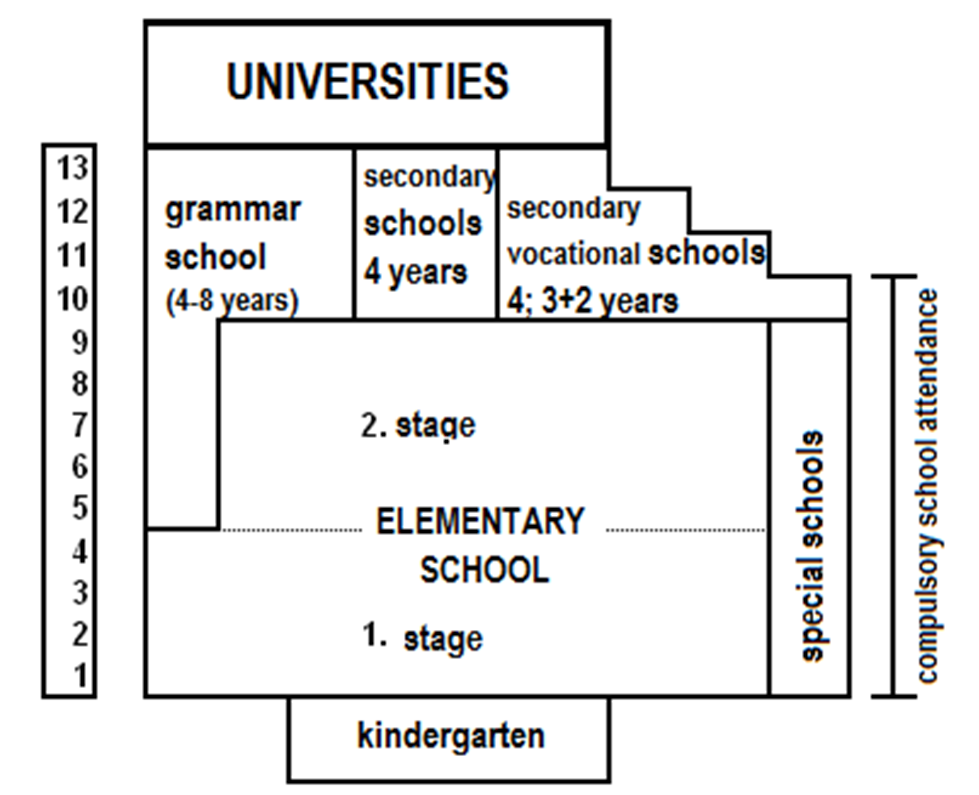 UNIVERSITIES
13
12
11
10
9
8
7
6
5
4
3
2
1
grammar
school
(4-8 years)
secondary
schools
4 years
secondary
vocational schools
4; 3+2 years
2. stage
ELEMENTARY
SCHOOL
1. stage
special schools
compulsory school attendance
kindergarten